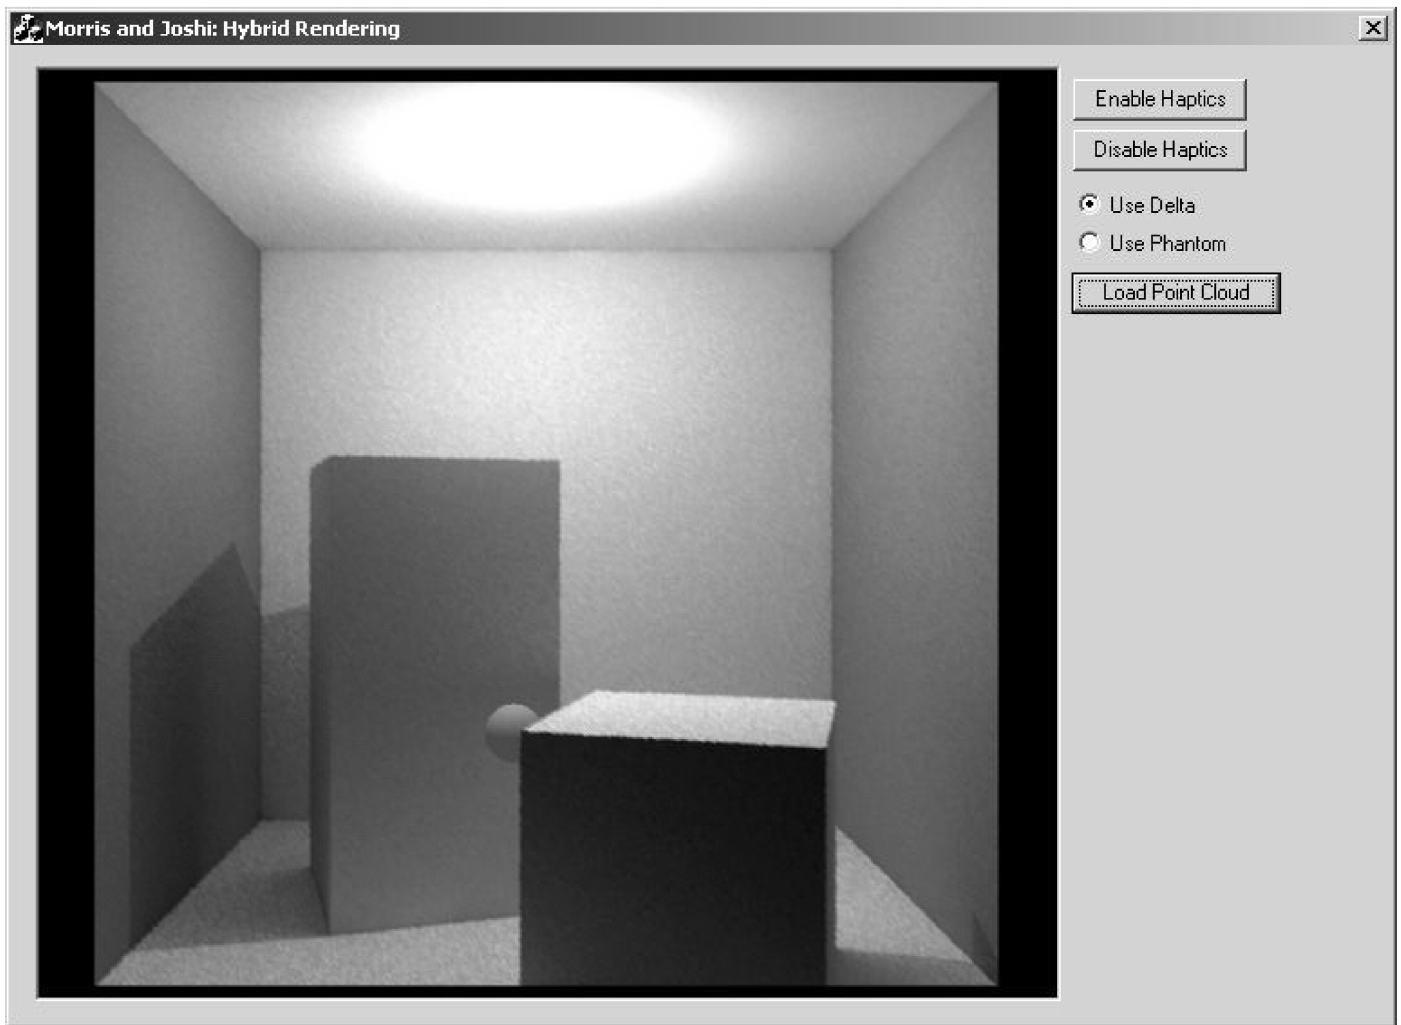 Morris and Joshi: Hybrid Rendering
Enable Haptics
Disable Haptics
Use Delta
Use Phantom
Load Point Cloud